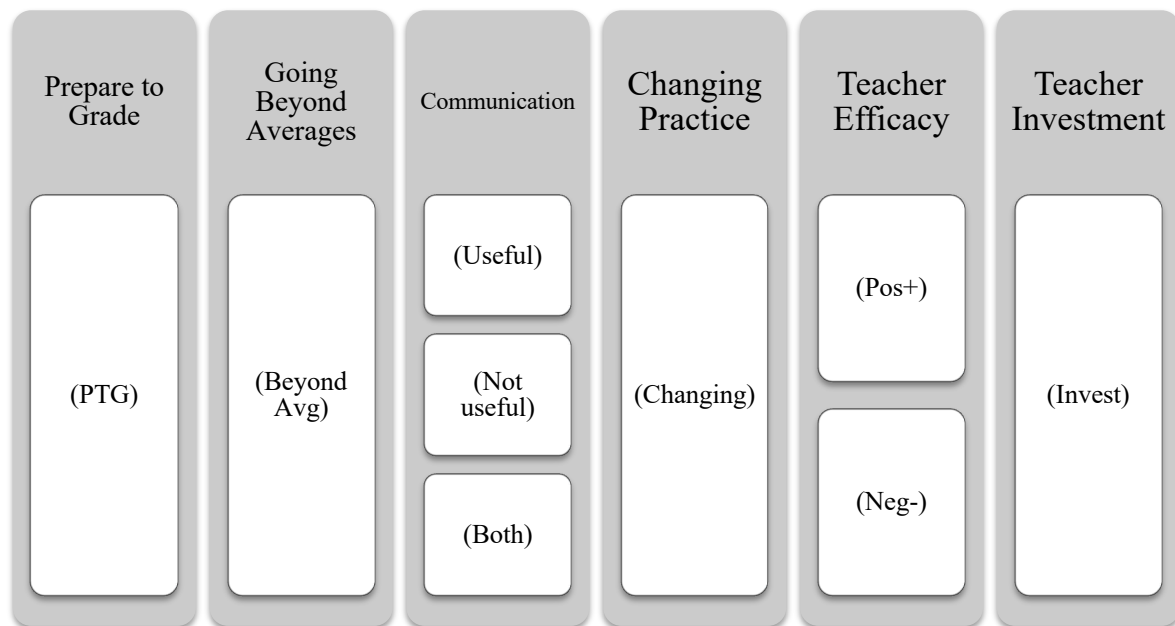 Prepare to
Grade
(PTG)
Going
Beyond
Averages
(Beyond
Avg)
Communication
(Useful)
(Not
useful)
(Both)
Changing
Practice
(Changing)
Teacher
Efficacy
(Pos+)
(Neg-)
Teacher
Investment
(Invest)